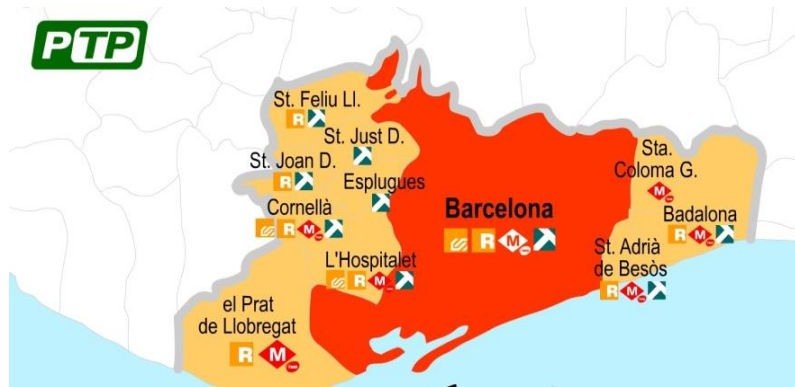 PTP
St. Feliu Ll.
R
St. Just D.
St. Joan D.
R
Esplugues
Cornellà
R M
L'Hospitalet
R M
el Prat
de Llobregat
R M
Barcelona
R M
Sta.
Coloma G.
M
Badalona
R M
St. Adrià
de Besòs
R M